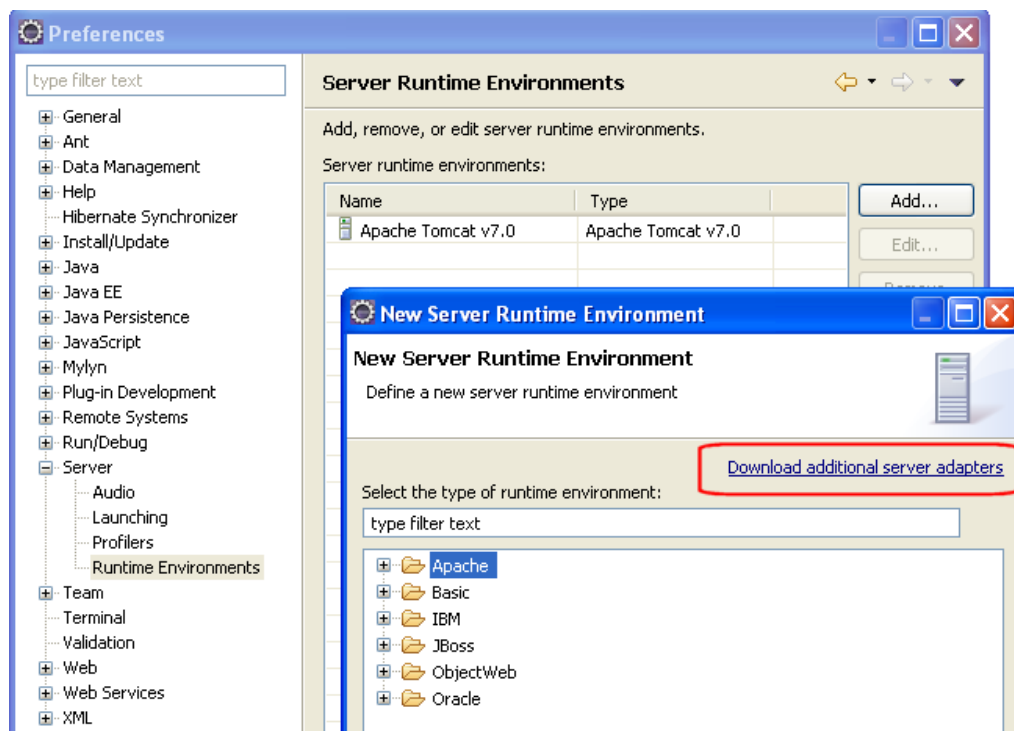 Preferences
type filter text
General
Ant
Data Management
Help
Hibernate Synchronizer
Install/Update
Java
Java EE
Java Persistence
JavaScript
Mylyn
Plug-in Development
Remote Systems
Run/Debug
Server
Audio
Launching
Profilers
Runtime Environments
Team
Terminal
Validation
Web
Web Services
XML
Server Runtime Environments
Add, remove, or edit server runtime environments.
Server runtime environments:
Name Type
Apache Tomcat v7.0 Apache Tomcat v7.0
Add...
Edit...
New Server Runtime Environment
New Server Runtime Environment
Define a new server runtime environment
Download additional server adapters
Select the type of runtime environment:
type filter text
Apache
Basic
IBM
JBoss
ObjectWeb
Oracle